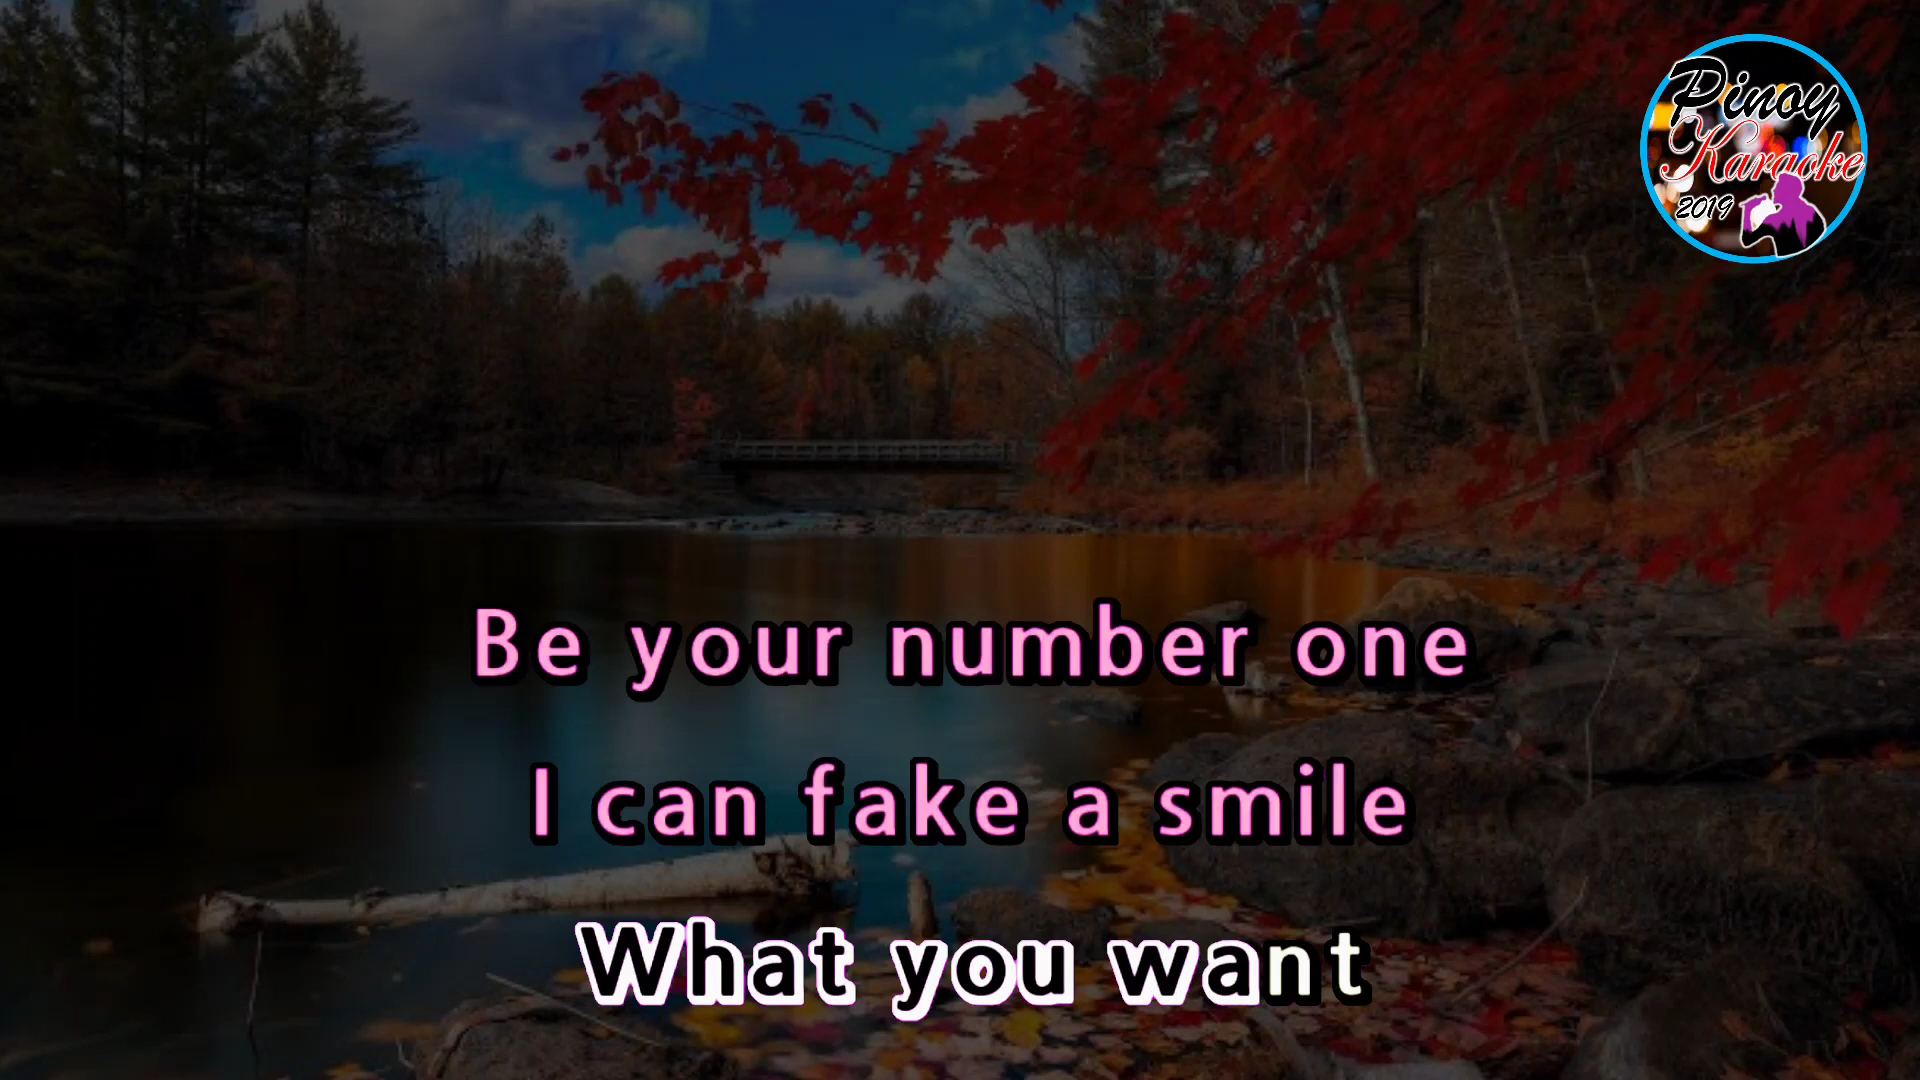 Pinoy
Karaoke
2019
Be your number one
I can fake a smile
What you want